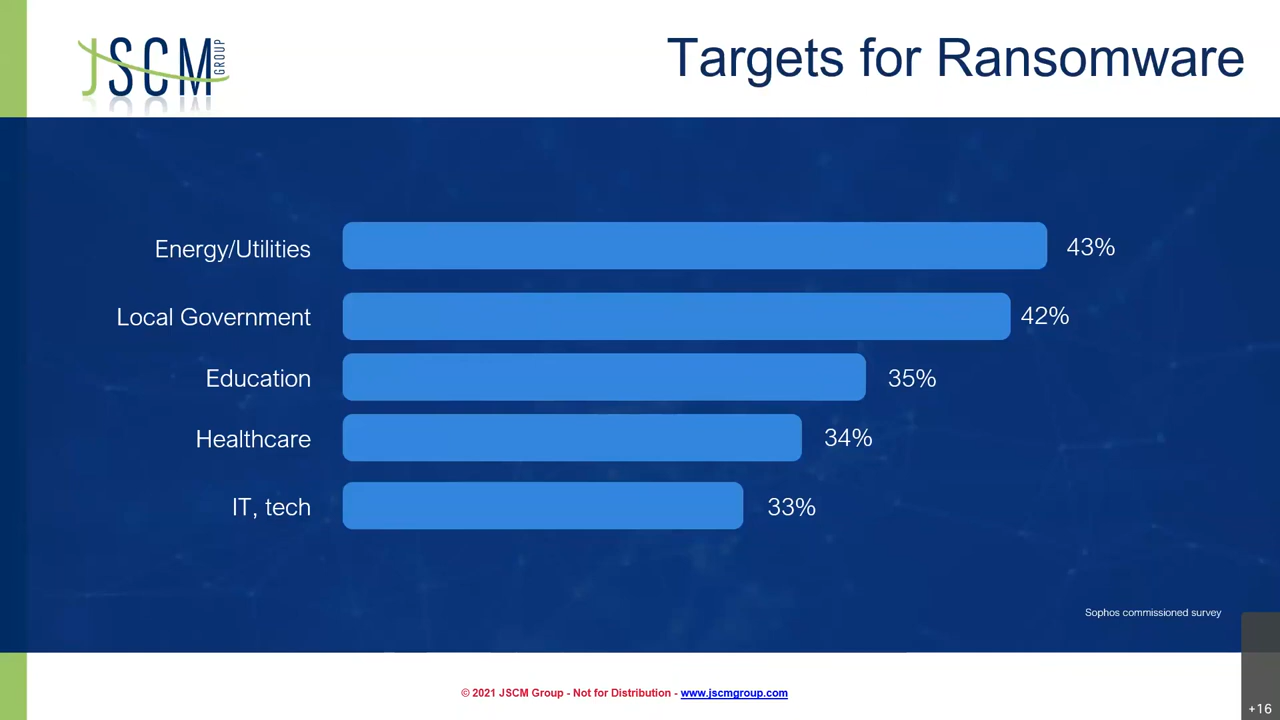 JSCM GROUP
Targets for Ransomware
Energy/Utilities 43%
Local Government 42%
Education 35%
Healthcare 34%
IT, tech 33%
Sophos commissioned survey
© 2021 JSCM Group - Not for Distribution - www.jscmgroup.com
+16